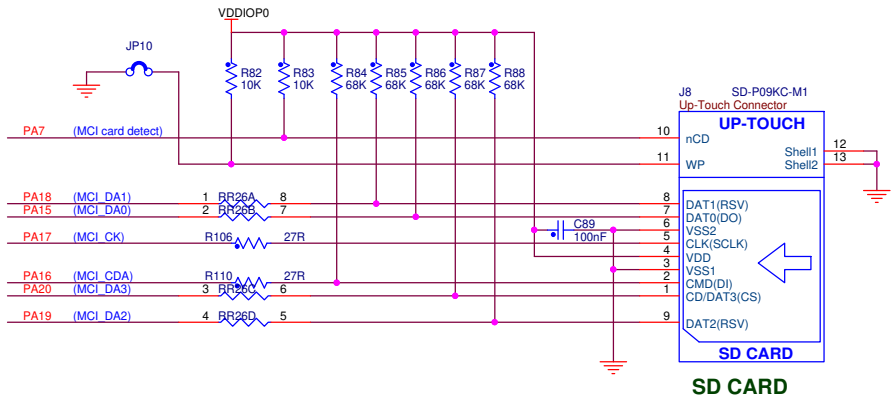 VDDIOP0
JP10
R82
10K
R83
10K
R84
68K
R85
68K
R86
68K
R87
68K
R88
68K
J8 SD-P09KC-M1
Up-Touch Connector
UP-TOUCH
PA7 (MCI card detect) 10 nCD
Shell1 12
Shell2 13
11 WP
PA18 (MCI_DA1) 1 RR26A 8 8 DAT1(RSV)
PA15 (MCI_DA0) 2 RR26B 7 7 DAT0(DO)
C89
100nF
6 VSS2
PA17 (MCI_CK) R106 27R 5 CLK(SCLK)
4 VDD
3 VSS1
PA16 (MCI_CDA) R110 27R 2 CMD(DI)
PA20 (MCI_DA3) 3 RR26C 6 1 CD/DAT3(CS)
PA19 (MCI_DA2) 4 RR26D 5 9 DAT2(RSV)
SD CARD
SD CARD